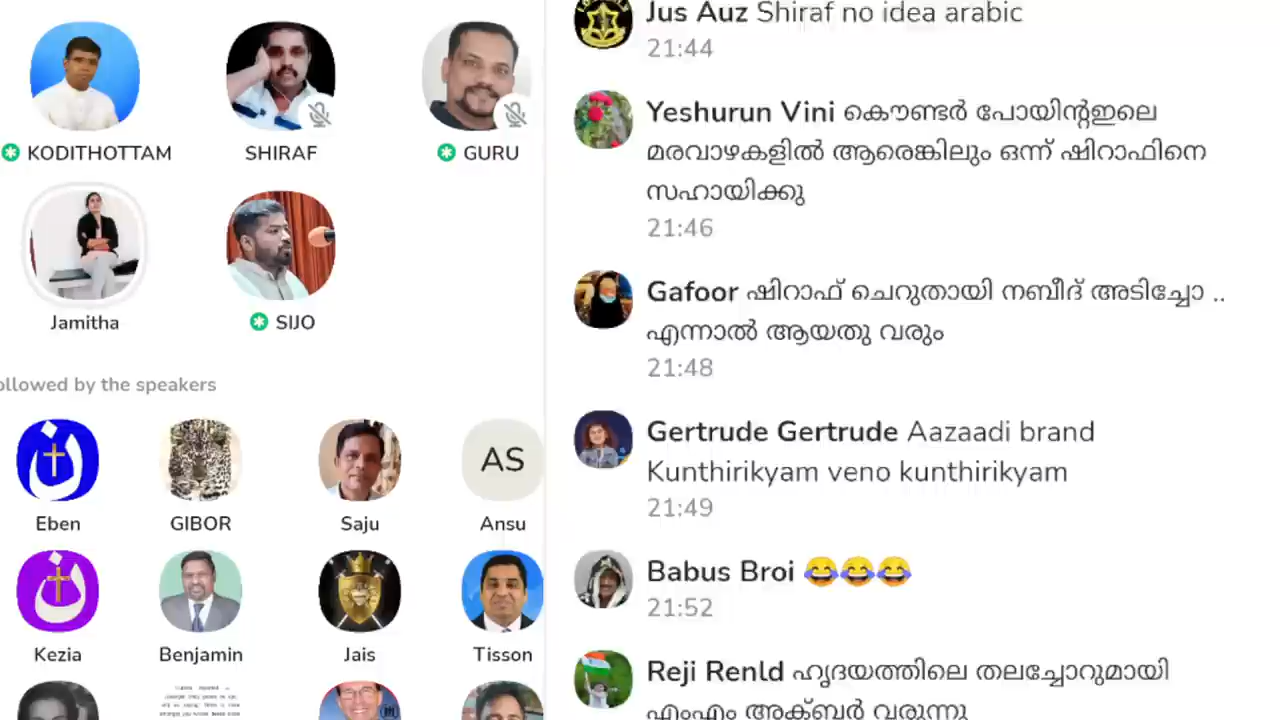 KODITHOTTAM
SHIRAF
GURU
Jamitha
SIJO
ollowed by the speakers
Eben
GIBOR
Saju
AS
Ansu
Kezia
Benjamin
Jais
Tisson
Jus Auz Shiraf no idea arabic
21:44
Yeshurun Vini കൌണ്ടർ പോയിന്റഇലെ
മരവാഴകളിൽ ആരെങ്കിലും ഒന്ന് ഷിറാഫിനെ
സഹായിക്കു
21:46
Gafoor ഷിറാഫ് ചെറുതായി നബീദ് അടിച്ചോ ..
എന്നാൽ ആയതു വരും
21:48
Gertrude Gertrude Aazaadi brand
Kunthirikyam veno kunthirikyam
21:49
Babus Broi 😂😂😂
21:52
Reji Renld ഹൃദയത്തിലെ തലച്ചോറുമായി
എംഎം അക്ബർ വരുന്നു